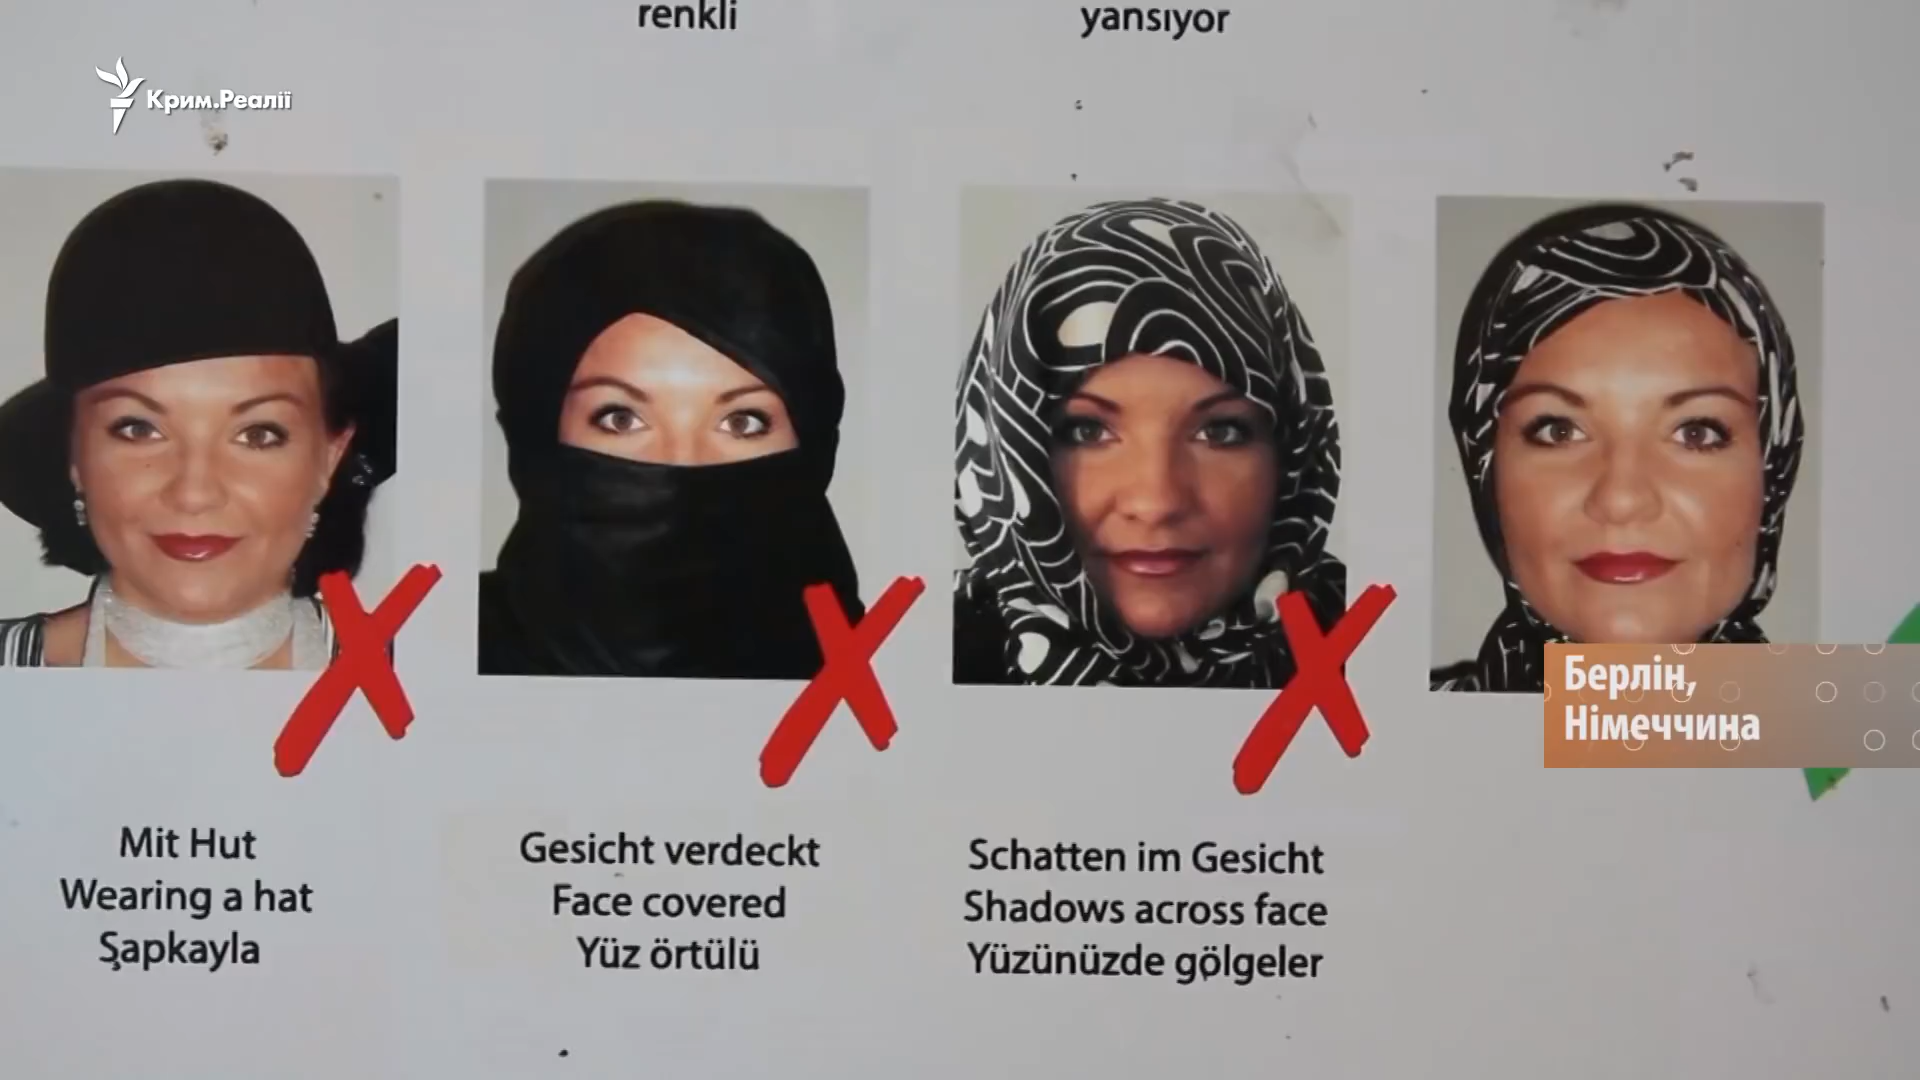 renkli
yansıyor
Крим.Реалії
Берлін,
Німеччина
Mit Hut
Wearing a hat
Şapkayla
Gesicht verdeckt
Face covered
Yüz örtülü
Schatten im Gesicht
Shadows across face
Yüzünüzde gölgeler